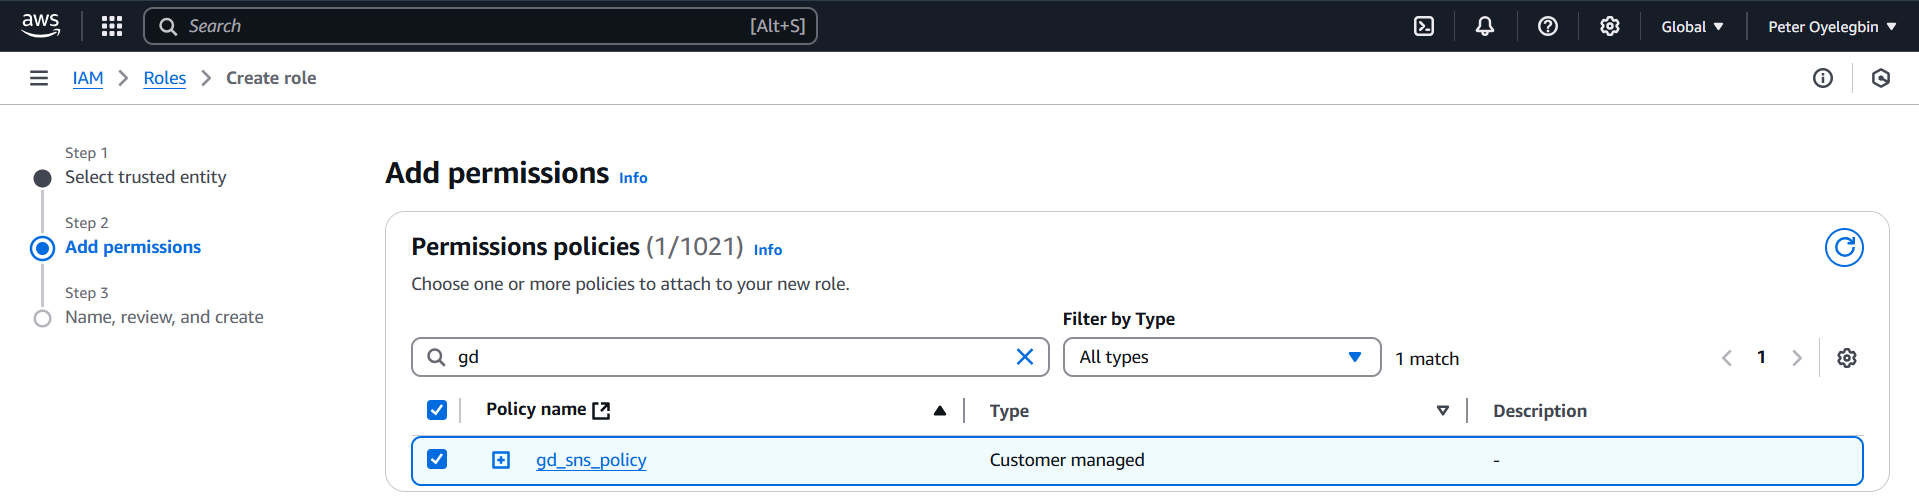 aws
Search
[Alt+S]
Global
Peter Oyelegbin
IAM
Roles
Create role
Step 1
Select trusted entity
Step 2
Add permissions
Step 3
Name, review, and create
Add permissions Info
Permissions policies (1/1021) Info
Choose one or more policies to attach to your new role.
Filter by Type
gd
All types
1 match
1
Policy name
Type
Description
gd_sns_policy
Customer managed
-